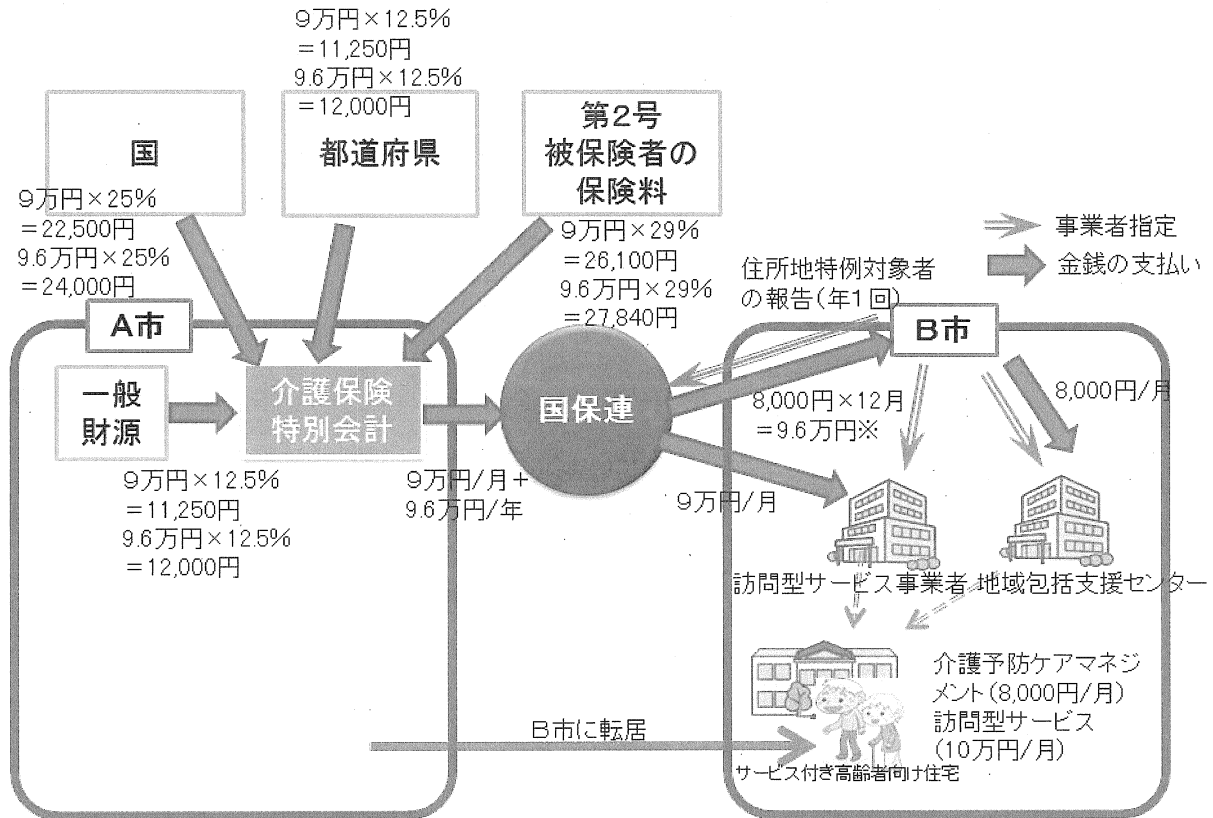 9万円×12.5%
＝11,250円
9.6万円×12.5%
＝12,000円
国
都道府県
第2号
被保険者の
保険料
9万円×25%
＝22,500円
9.6万円×25%
＝24,000円
9万円×29%
＝26,100円
9.6万円×29%
＝27,840円
事業者指定
金銭の支払い
住所地特例対象者
の報告(年1回)
A市
B市
一般
財源
介護保険
特別会計
国保連
8,000円×12月
＝9.6万円※
8,000円/月
9万円×12.5%
＝11,250円
9.6万円×12.5%
＝12,000円
9万円/月＋
9.6万円/年
9万円/月
訪問型サービス事業者
地域包括支援センター
介護予防ケアマネジ
メント(8,000円/月)
訪問型サービス
(10万円/月)
B市に転居
サービス付き高齢者向け住宅